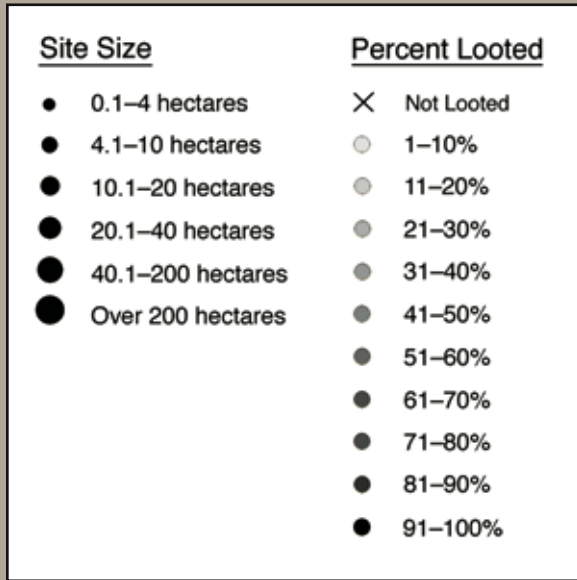 Site Size
0.1–4 hectares
4.1–10 hectares
10.1–20 hectares
20.1–40 hectares
40.1–200 hectares
Over 200 hectares
Percent Looted
Not Looted
1–10%
11–20%
21–30%
31–40%
41–50%
51–60%
61–70%
71–80%
81–90%
91–100%